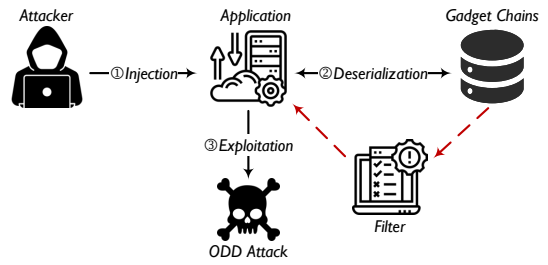 Attacker
Application
Gadget Chains
①Injection
②Deserialization
③Exploitation
Filter
ODD Attack